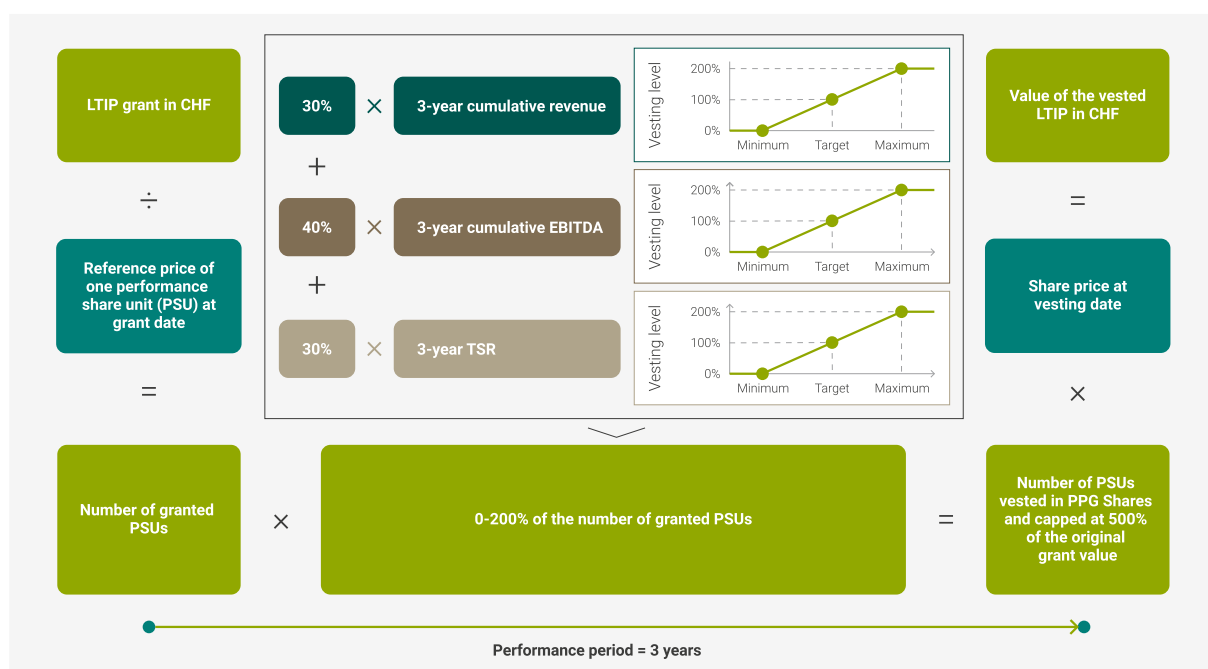 LTIP grant in CHF
÷
Reference price of
one performance
share unit (PSU) at
grant date
=
Number of granted
PSUs
30%
×
3-year cumulative revenue
Vesting level
200%
100%
0%
Minimum
Target
Maximum
+
40%
×
3-year cumulative EBITDA
Vesting level
200%
100%
0%
Minimum
Target
Maximum
+
30%
×
3-year TSR
Vesting level
200%
100%
0%
Minimum
Target
Maximum
×
0-200% of the number of granted PSUs
=
Value of the vested
LTIP in CHF
=
Share price at
vesting date
×
Number of PSUs
vested in PPG Shares
and capped at 500%
of the original
grant value
Performance period = 3 years